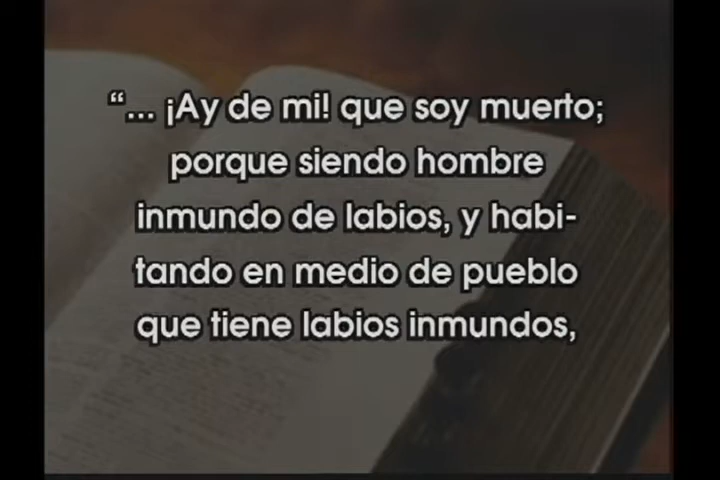 “... ¡Ay de mi! que soy muerto;
porque siendo hombre
inmundo de labios, y habi-
tando en medio de pueblo
que tiene labios inmundos,